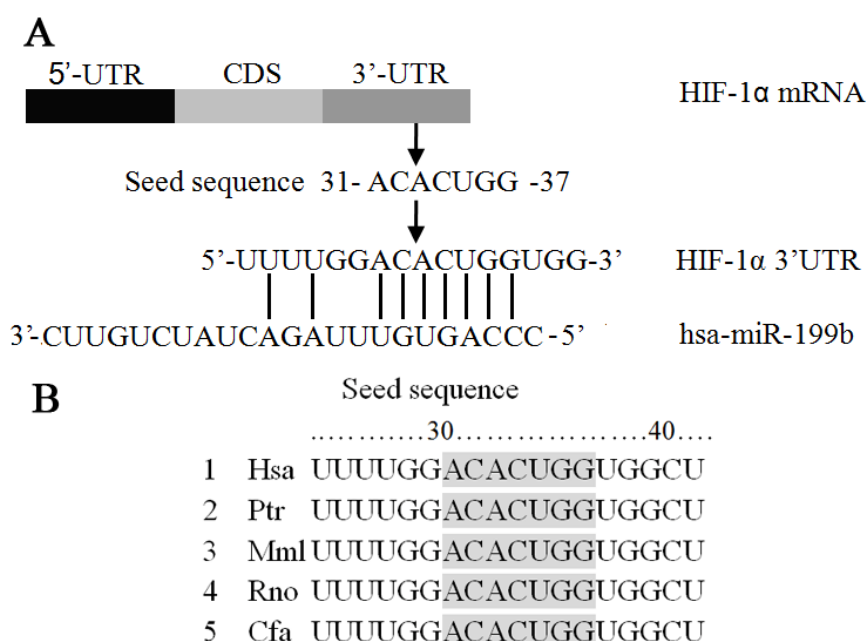 A
5'-UTR CDS 3'-UTR
HIF-1α mRNA
Seed sequence 31- ACACUGG -37
5'-UUUUGGACACUGGUGG-3' HIF-1α 3'UTR
3'-CUUGUCUAUCAGAUUUGUGACCC-5' hsa-miR-199b
B
Seed sequence
...........30..................40....
1 Hsa UUUUGGACACUGGUGGCU
2 Ptr UUUUGGACACUGGUGGCU
3 Mml UUUUGGACACUGGUGGCU
4 Rno UUUUGGACACUGGUGGCU
5 Cfa UUUUGGACACUGGUGGCU